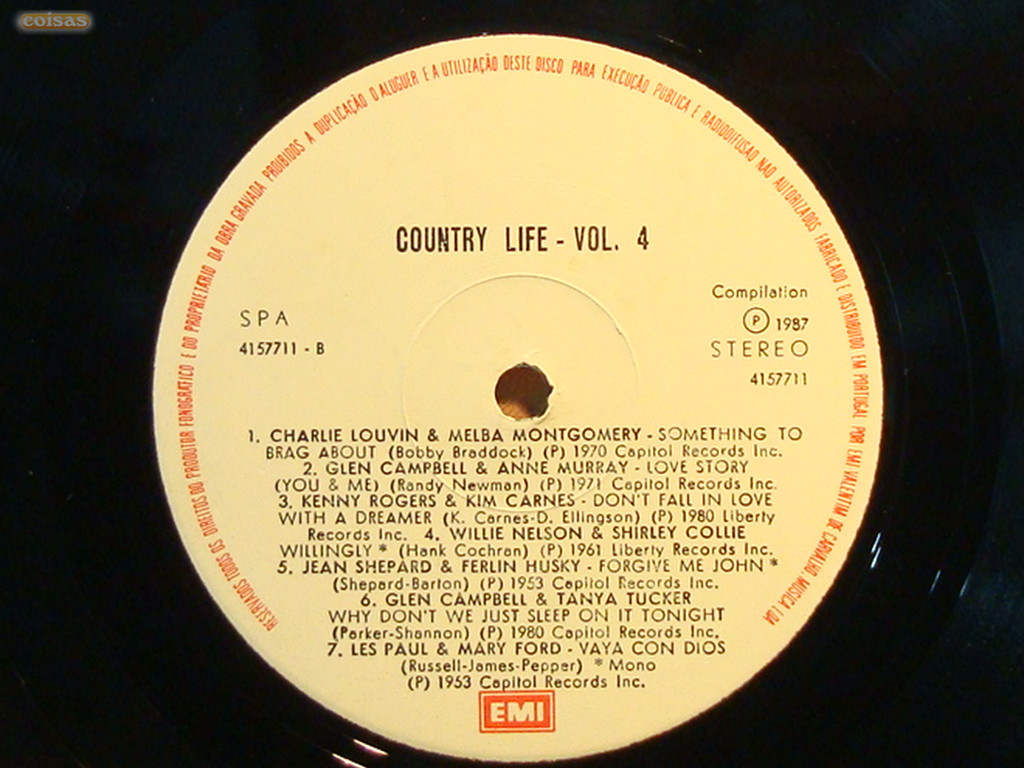 coisas
RESERVADOS TODOS OS DIREITOS DO PRODUTOR FONOGRÁFICO E DO PROPRIETÁRIO DA OBRA GRAVADA PROIBIDOS A DUPLICAÇÃO O ALUGUER E A UTILIZAÇÃO DESTE DISCO PARA EXECUÇÃO PUBLICA E RADIODIFUSAO NAO AUTORIZADOS FABRICADO E DISTRIBUIDO EM PORTUGAL POR EMI VALENTIM DE CARVALHO, MUSICA LDA
COUNTRY LIFE - VOL. 4
Compilation
SPA
Ⓟ 1987
4157711 - B
STEREO
4157711
1. CHARLIE LOUVIN & MELBA MONTGOMERY - SOMETHING TO
BRAG ABOUT (Bobby Braddock) (P) 1970 Capitol Records Inc.
2. GLEN CAMPBELL & ANNE MURRAY - LOVE STORY
(YOU & ME) (Randy Newman) (P) 1971 Capitol Records Inc.
3. KENNY ROGERS & KIM CARNES - DON'T FALL IN LOVE
WITH A DREAMER (K. Carnes-D. Ellingson) (P) 1980 Liberty
Records Inc. 4. WILLIE NELSON & SHIRLEY COLLIE
WILLINGLY * (Hank Cochran) (P) 1961 Liberty Records Inc.
5. JEAN SHEPARD & FERLIN HUSKY - FORGIVE ME JOHN *
(Shepard-Barton) (P) 1953 Capitol Records Inc.
6. GLEN CAMPBELL & TANYA TUCKER
WHY DON'T WE JUST SLEEP ON IT TONIGHT
(Parker-Shannon) (P) 1980 Capitol Records Inc.
7. LES PAUL & MARY FORD - VAYA CON DIOS
(Russell-James-Pepper) * Mono
(P) 1953 Capitol Records Inc.
EMI